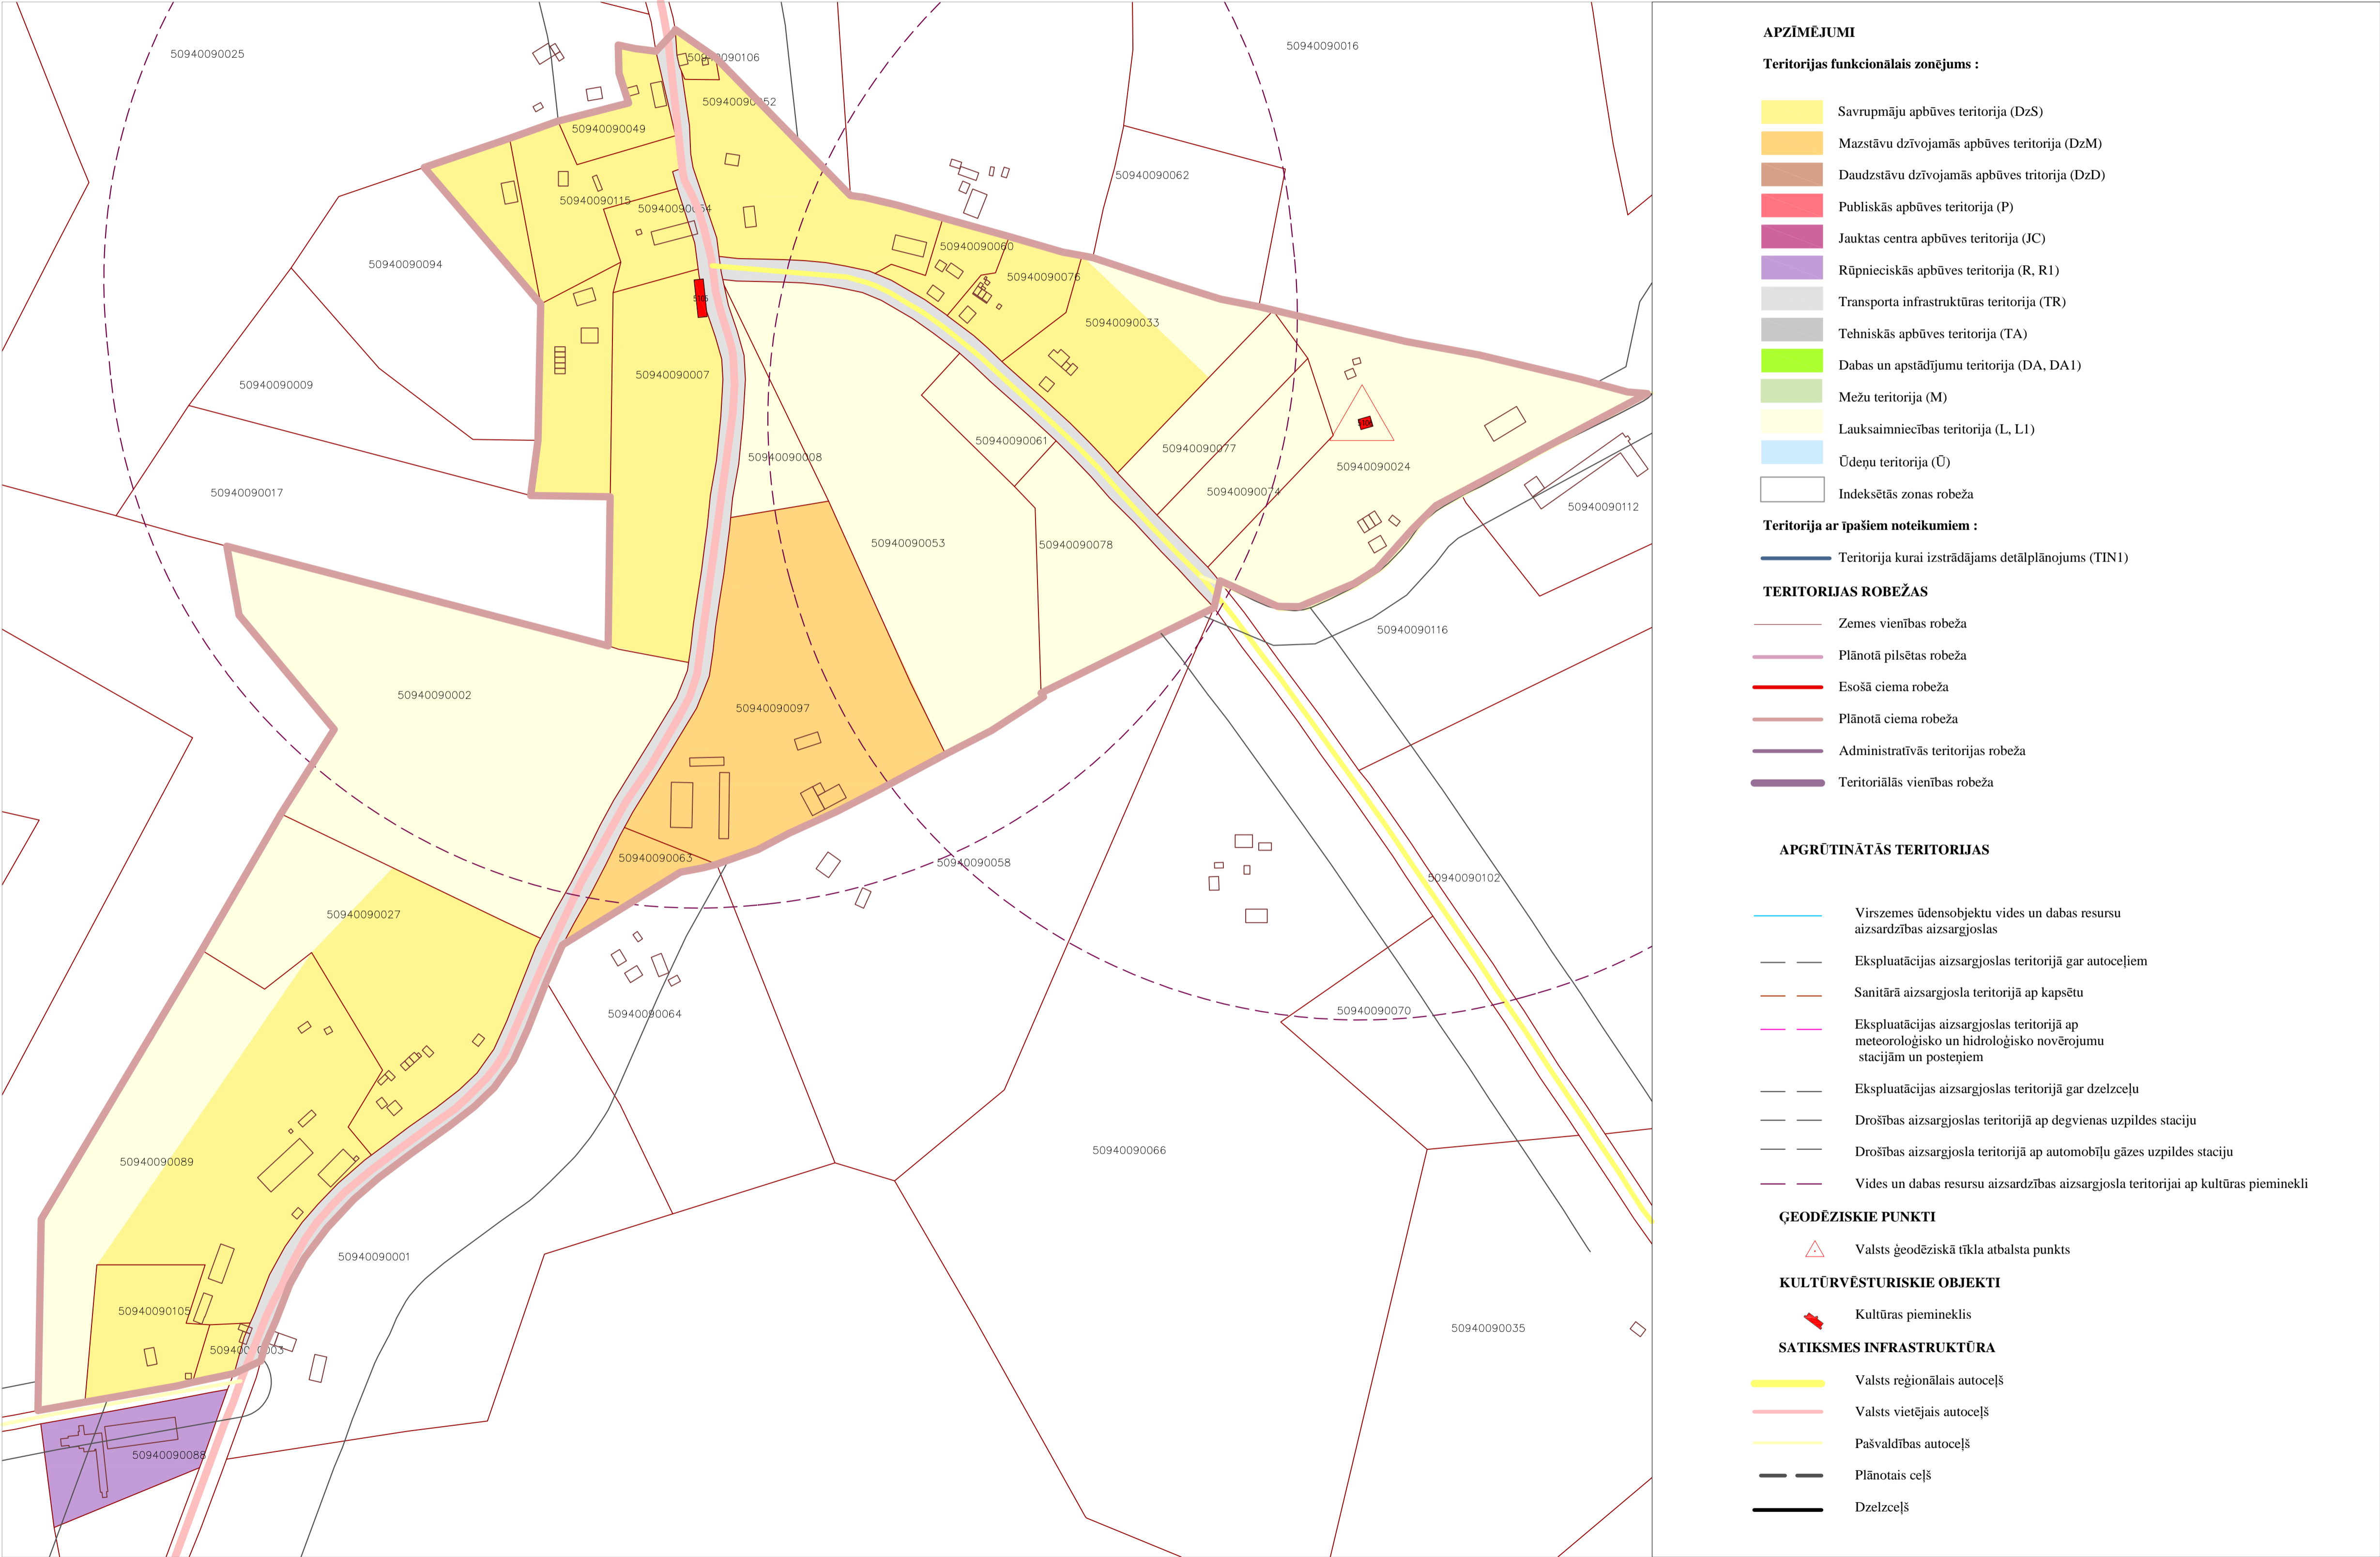 50940090025
50940090106
50940090016
50940090049
50940090062
50940090115
50940090060
50940090094
50940090076
50940090033
50940090007
50940090009
50940090061
50940090077
50940090008
50940090024
50940090017
50940090074
50940090112
50940090053
50940090078
50940090116
50940090002
50940090097
50940090063
50940090058
50940090102
50940090027
50940090064
50940090070
50940090066
50940090089
50940090001
50940090105
50940090035
50940090088
APZĪMĒJUMI
Teritorijas funkcionālais zonējums :
Savrupmāju apbūves teritorija (DzS)
Mazstāvu dzīvojamās apbūves teritorija (DzM)
Daudzstāvu dzīvojamās apbūves tritorija (DzD)
Publiskās apbūves teritorija (P)
Jauktas centra apbūves teritorija (JC)
Rūpnieciskās apbūves teritorija (R, R1)
Transporta infrastruktūras teritorija (TR)
Tehniskās apbūves teritorija (TA)
Dabas un apstādījumu teritorija (DA, DA1)
Mežu teritorija (M)
Lauksaimniecības teritorija (L, L1)
Ūdeņu teritorija (Ū)
Indeksētās zonas robeža
Teritorija ar īpašiem noteikumiem :
Teritorija kurai izstrādājams detālplānojums (TIN1)
TERITORIJAS ROBEŽAS
Zemes vienības robeža
Plānotā pilsētas robeža
Esošā ciema robeža
Plānotā ciema robeža
Administratīvās teritorijas robeža
Teritoriālās vienības robeža
APGRŪTINĀTĀS TERITORIJAS
Virszemes ūdensobjektu vides un dabas resursu
aizsardzības aizsargjoslas
Ekspluatācijas aizsargjoslas teritorijā gar autoceļiem
Sanitārā aizsargjosla teritorijā ap kapsētu
Ekspluatācijas aizsargjoslas teritorijā ap
meteoroloģisko un hidroloģisko novērojumu
stacijām un posteņiem
Ekspluatācijas aizsargjoslas teritorijā gar dzelzceļu
Drošības aizsargjoslas teritorijā ap degvienas uzpildes staciju
Drošības aizsargjosla teritorijā ap automobīļu gāzes uzpildes staciju
Vides un dabas resursu aizsardzības aizsargjosla teritorijai ap kultūras pieminekli
ĢEODĒZISKIE PUNKTI
Valsts ģeodēziskā tīkla atbalsta punkts
KULTŪRVĒSTURISKIE OBJEKTI
Kultūras piemineklis
SATIKSMES INFRASTRUKTŪRA
Valsts reģionālais autoceļš
Valsts vietējais autoceļš
Pašvaldības autoceļš
Plānotais ceļš
Dzelzceļš